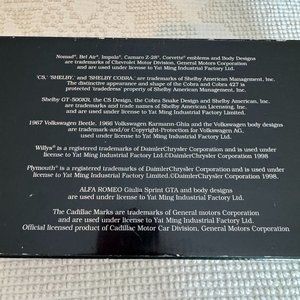 Nomad®, Bel Air®, Impala®, Camaro Z-28®, Corvette® emblems and Body Designs
are trademarks of Chevrolet Motor Division, General Motors Corporation
and are used under license to Yat Ming Industrial Factory Ltd.
'CS,' 'SHELBY,' and 'SHELBY COBRA,' are trademarks of Shelby American Management, Inc.
The distinctive appearance and shape of the Cobra and Cobra 427 is
protected 'tradedress' property of Shelby American Management, Inc.
Shelby GT-500KR, the CS Design, the Cobra Snake Design and Shelby American, Inc.
are trademarks and trade names of Shelby American Licensing, Inc.
and are used under license to Yat Ming Industrial Factory Limited.
1967 Volkswagen Beetle, 1966 Volkswagen Karmann-Ghia and the Volkswagen body designs
are trademark and/or Copyright-Protection for Volkswagen AG,
used under license to Yat Ming Industrial Factory Ltd.
Willys® is a registered trademark of DaimlerChrysler Corporation and is used under
license to Yat Ming Industrial Factory Ltd. ©DaimlerChrysler Corporation 1998.
Plymouth® is a registered trademark of DaimlerChrysler Corporation and is used under
license to Yat Ming Industrial Factory Limited.©DaimlerChrysler Corporation 1998.
ALFA ROMEO Giulia Sprint GTA and body designs
are used under license to Yat Ming Industrial Factory Ltd.
The Cadillac Marks are trademarks of General motors Corporation
and are used under license to Yat Ming Industrial Factory Ltd.
Official licensed product of Cadillac Motor Car Division, General Motors Corporation